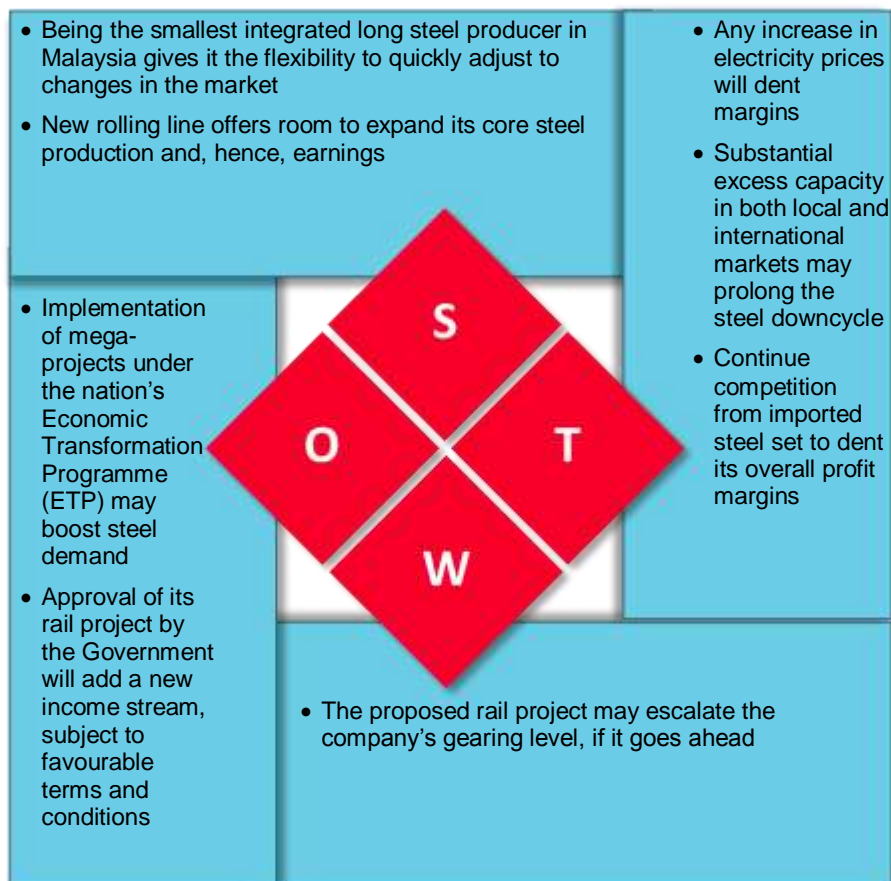 • Being the smallest integrated long steel producer in
Malaysia gives it the flexibility to quickly adjust to
changes in the market
• New rolling line offers room to expand its core steel
production and, hence, earnings
• Any increase in
electricity prices
will dent
margins
• Substantial
excess capacity
in both local and
international
markets may
prolong the
steel downcycle
• Continue
competition
from imported
steel set to dent
its overall profit
margins
S
O
T
W
• Implementation
of mega-
projects under
the nation’s
Economic
Transformation
Programme
(ETP) may
boost steel
demand
• Approval of its
rail project by
the Government
will add a new
income stream,
subject to
favourable
terms and
conditions
• The proposed rail project may escalate the
company’s gearing level, if it goes ahead